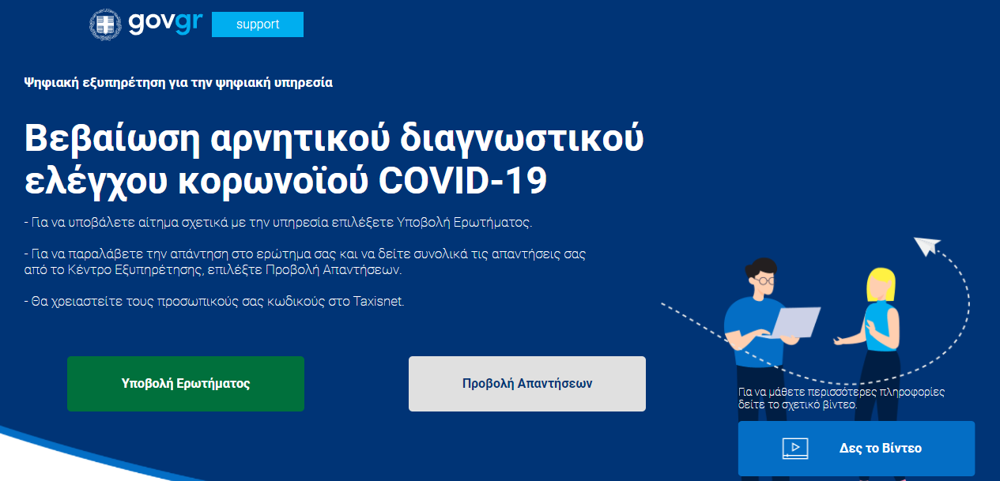 govgr support
Ψηφιακή εξυπηρέτηση για την ψηφιακή υπηρεσία
Βεβαίωση αρνητικού διαγνωστικού
ελέγχου κορωνοϊού COVID-19
- Για να υποβάλετε αίτημα σχετικά με την υπηρεσία επιλέξετε Υποβολή Ερωτήματος.
- Για να παραλάβετε την απάντηση στο ερώτημα σας και να δείτε συνολικά τις απαντήσεις σας
από το Κέντρο Εξυπηρέτησης, επιλέξτε Προβολή Απαντήσεων.
- Θα χρειαστείτε τους προσωπικούς σας κωδικούς στο Taxisnet.
Υποβολή Ερωτήματος
Προβολή Απαντήσεων
Για να μάθετε περισσότερες πληροφορίες
δείτε το σχετικό βίντεο.
Δες το Βίντεο